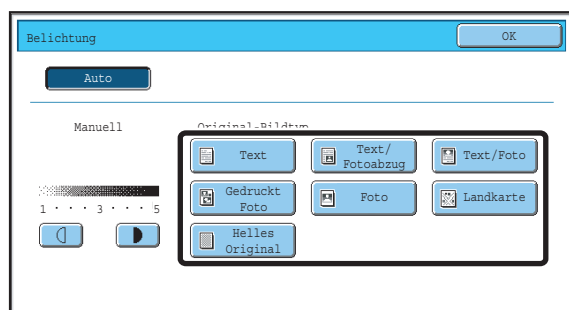 Belichtung OK
Auto
Manuell Original-Bildtyp
Text
Text/
Fotoabzug
Text/Foto
Gedruckt
Foto
Foto
Landkarte
1 · · · 3 · · · 5
Helles
Original